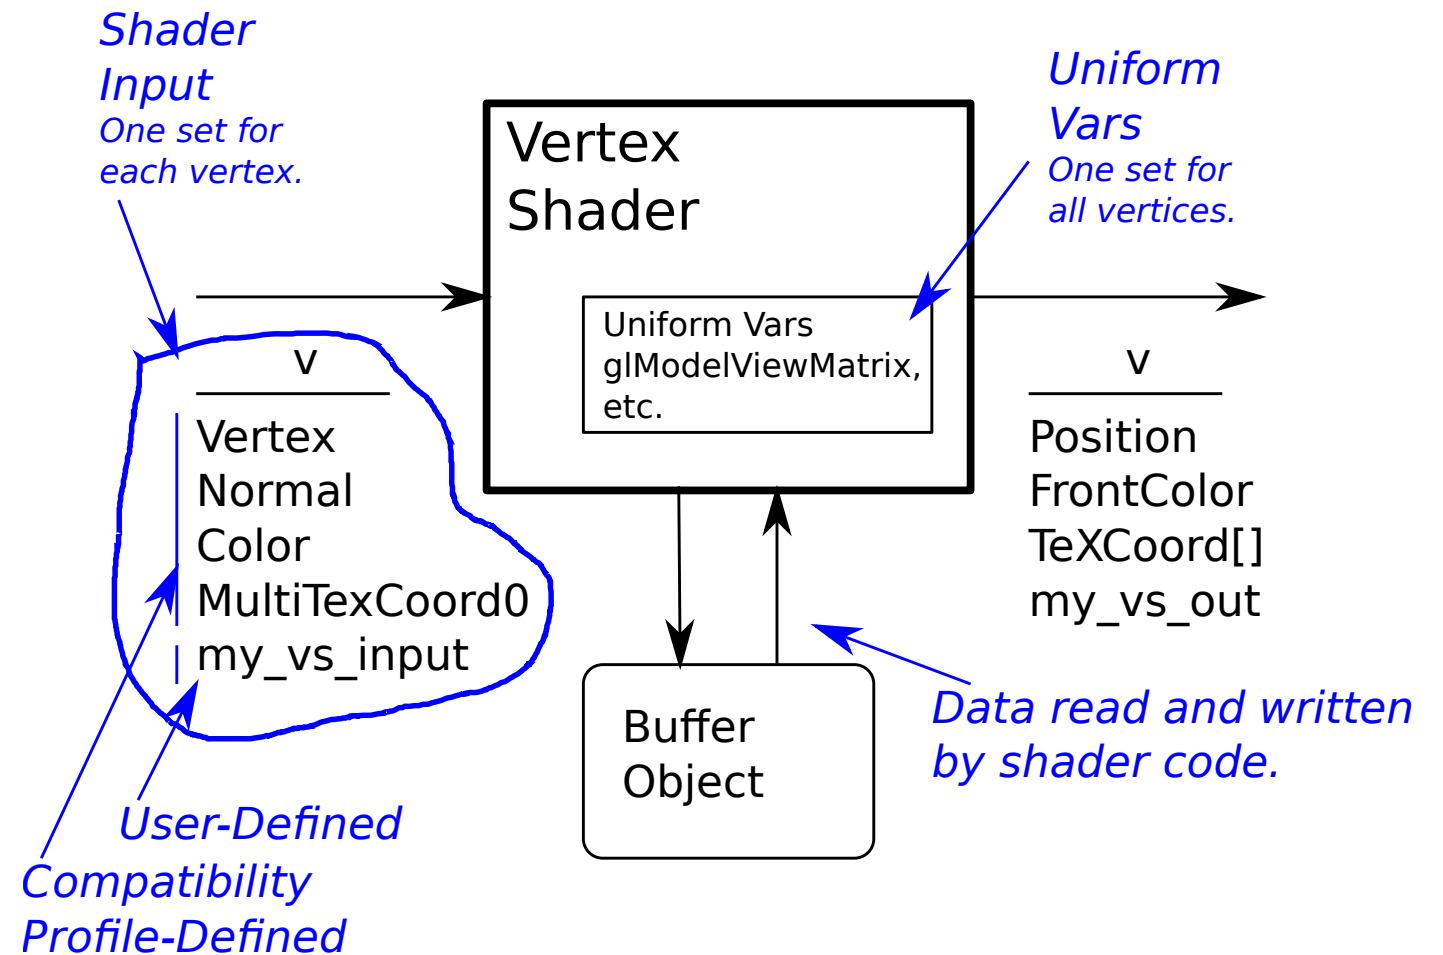 Shader
Input
One set for
each vertex.
Vertex
Shader
Uniform
Vars
One set for
all vertices.
Uniform Vars
glModelViewMatrix,
etc.
v
Vertex
Normal
Color
MultiTexCoord0
my_vs_input
v
Position
FrontColor
TeXCoord[]
my_vs_out
Buffer
Object
Data read and written
by shader code.
User-Defined
Compatibility
Profile-Defined